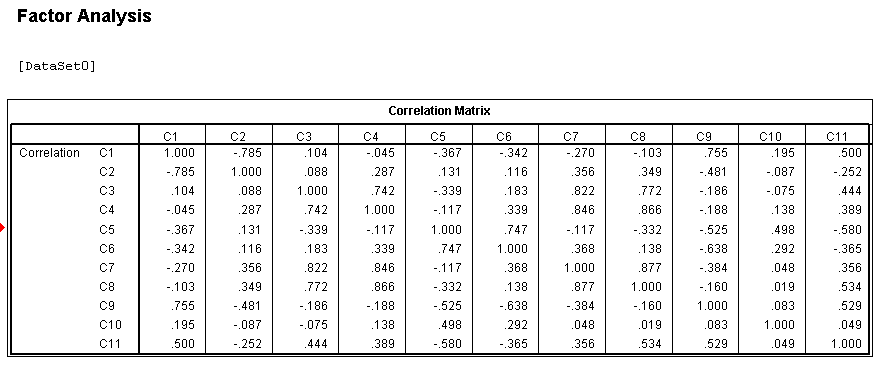 Factor Analysis
[DataSet0]
Correlation Matrix
C1 C2 C3 C4 C5 C6 C7 C8 C9 C10 C11
Correlation C1 1.000 -.785 .104 -.045 -.367 -.342 -.270 -.103 .755 .195 .500
C2 -.785 1.000 .088 .287 .131 .116 .356 .349 -.481 -.087 -.252
C3 .104 .088 1.000 .742 -.339 .183 .822 .772 -.186 -.075 .444
C4 -.045 .287 .742 1.000 -.117 .339 .846 .866 -.188 .138 .389
C5 -.367 .131 -.339 -.117 1.000 .747 -.117 -.332 -.525 .498 -.580
C6 -.342 .116 .183 .339 .747 1.000 .368 .138 -.638 .292 -.365
C7 -.270 .356 .822 .846 -.117 .368 1.000 .877 -.384 .048 .356
C8 -.103 .349 .772 .866 -.332 .138 .877 1.000 -.160 .019 .534
C9 .755 -.481 -.186 -.188 -.525 -.638 -.384 -.160 1.000 .083 .529
C10 .195 -.087 -.075 .138 .498 .292 .048 .019 .083 1.000 .049
C11 .500 -.252 .444 .389 -.580 -.365 .356 .534 .529 .049 1.000